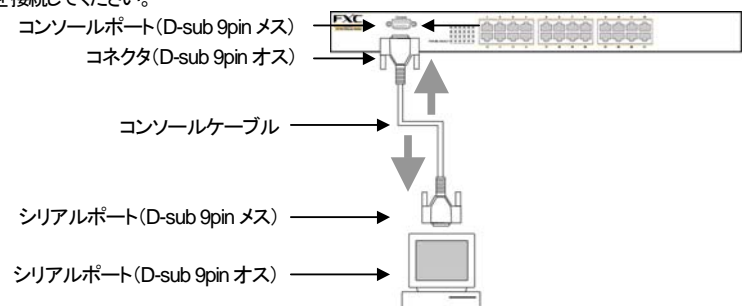 を接続してください。
コンソールポート(D-sub 9pin メス)
FXC
コネクタ(D-sub 9pin オス)
コンソールケーブル
シリアルポート(D-sub 9pin メス)
シリアルポート(D-sub 9pin オス)